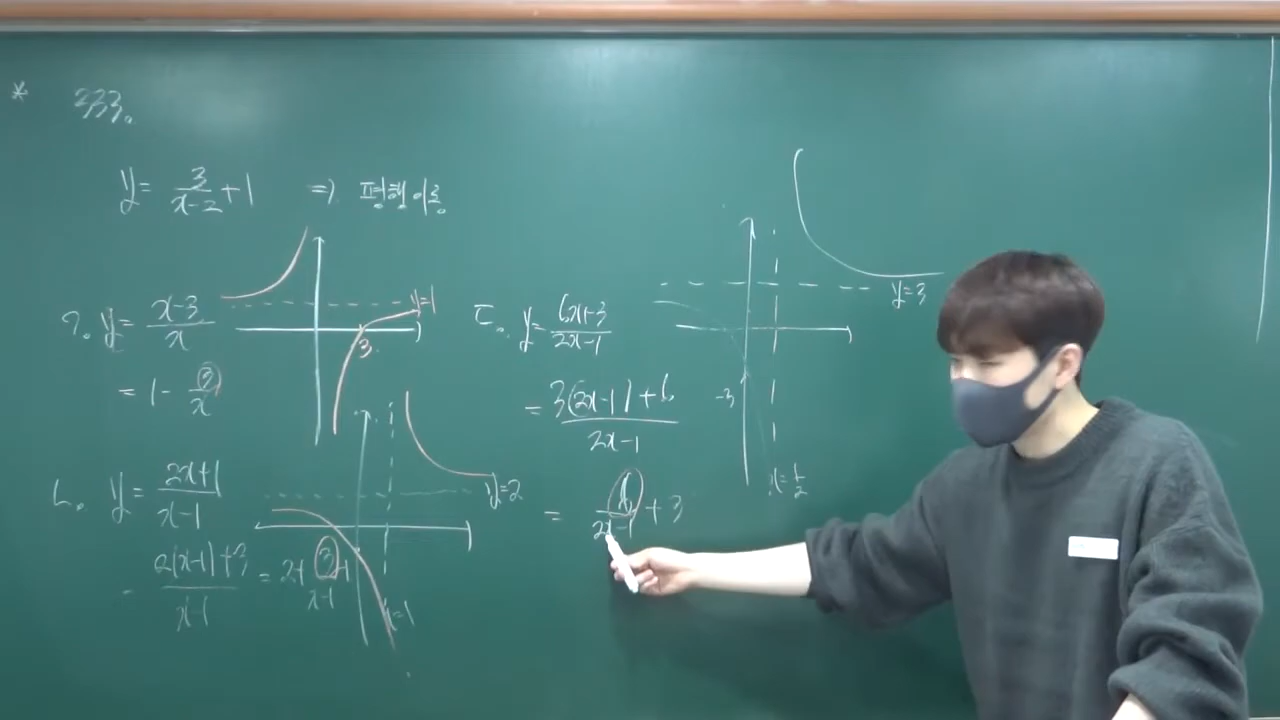 * 333.
y = 3/(x-2) + 1 ⇒ 평행이동
ㄱ. y = (x-3)/x
= 1 - 3/x
y=1
3
ㄴ. y = (2x+1)/(x-1)
= (2(x-1)+3)/(x-1) = 2 + 3/(x-1)
y=2
x=1
ㄷ. y = (6x+3)/(2x-1)
= (3(2x-1)+6)/(2x-1)
= /(2x-1) + 3
y=3
-3
x=1/2